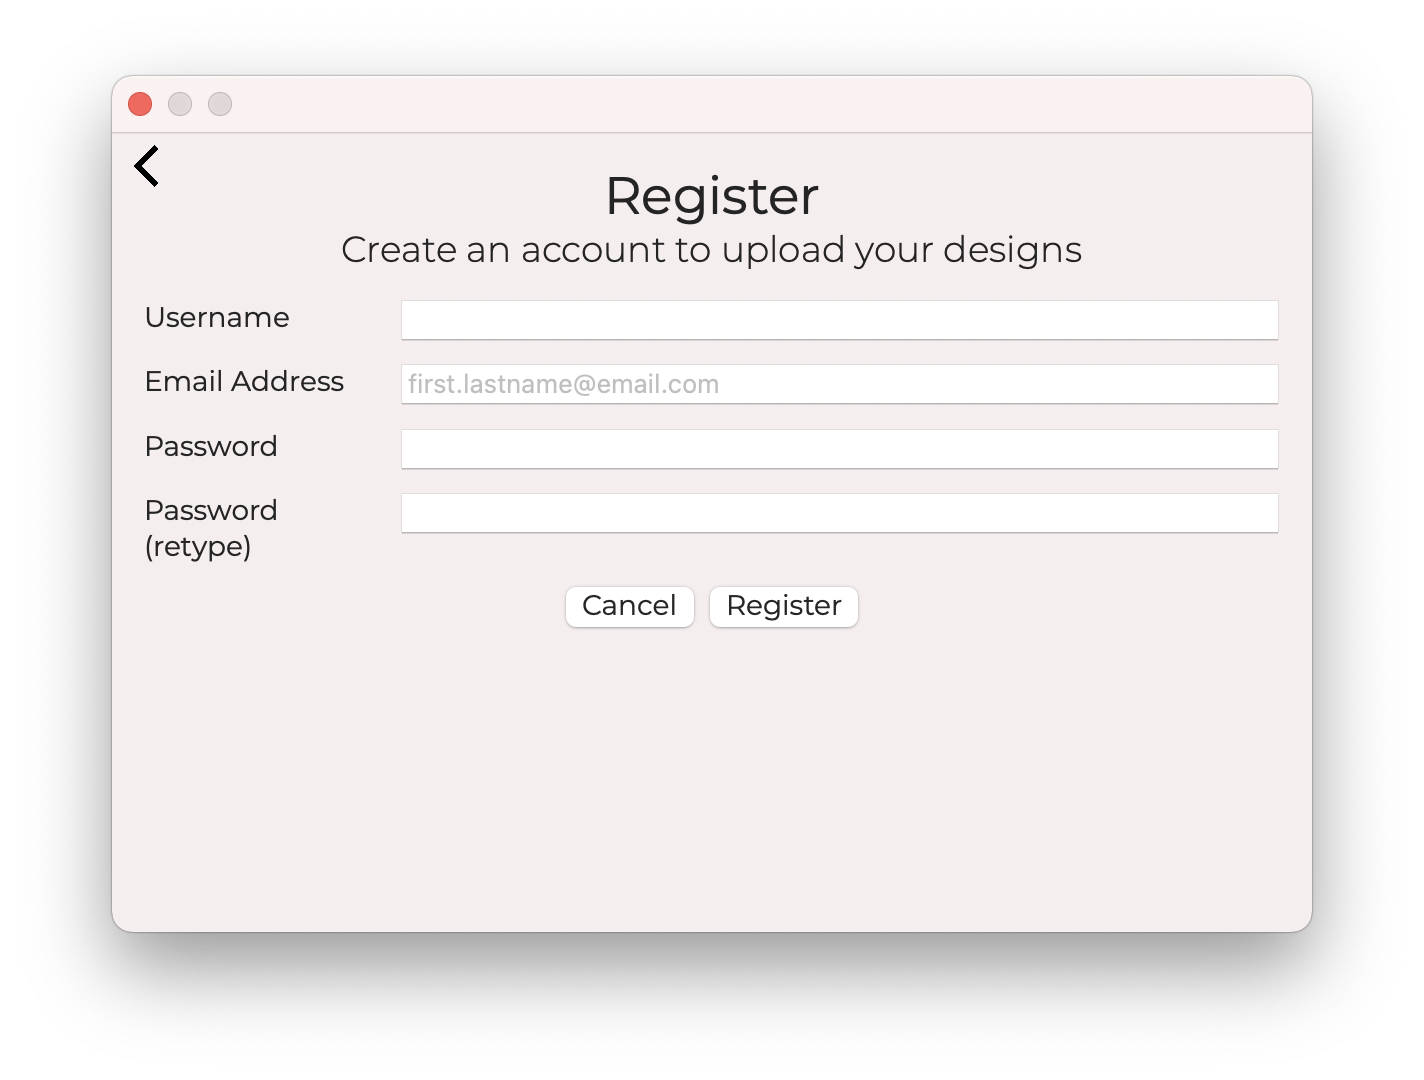 Register
Create an account to upload your designs
Username
Email Address
first.lastname@email.com
Password
Password
(retype)
Cancel
Register